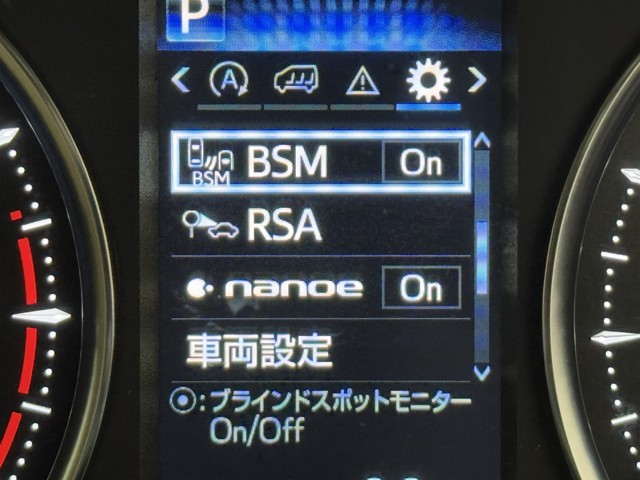 P
A
BSM BSM On
RSA
nanoe On
車両設定
:ブラインドスポットモニター
On/Off